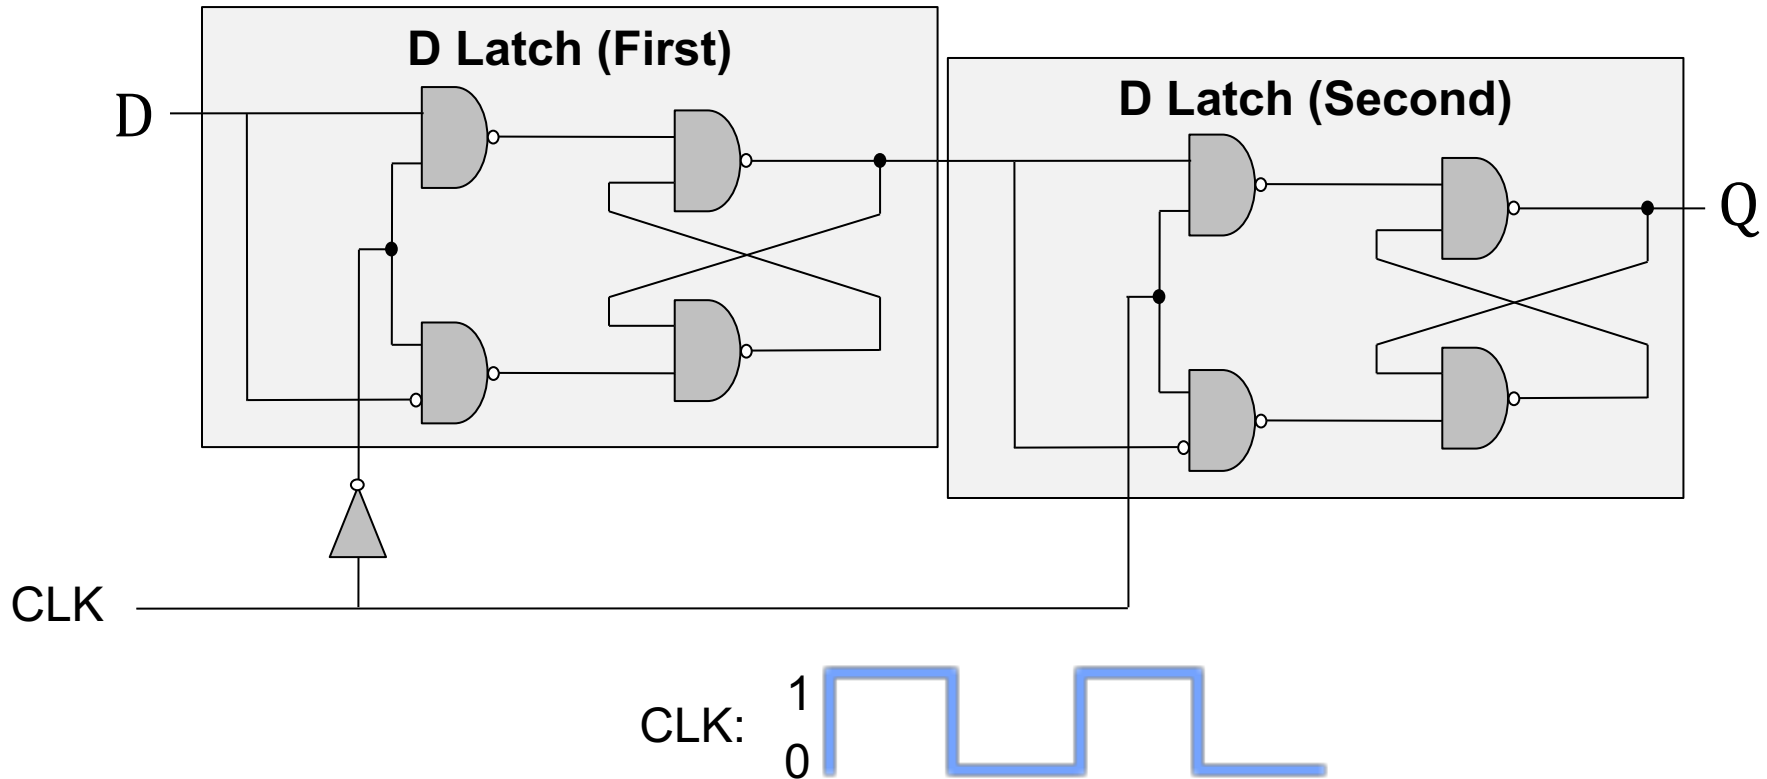 D Latch (First)
D Latch (Second)
D
Q
CLK
CLK:
1
0